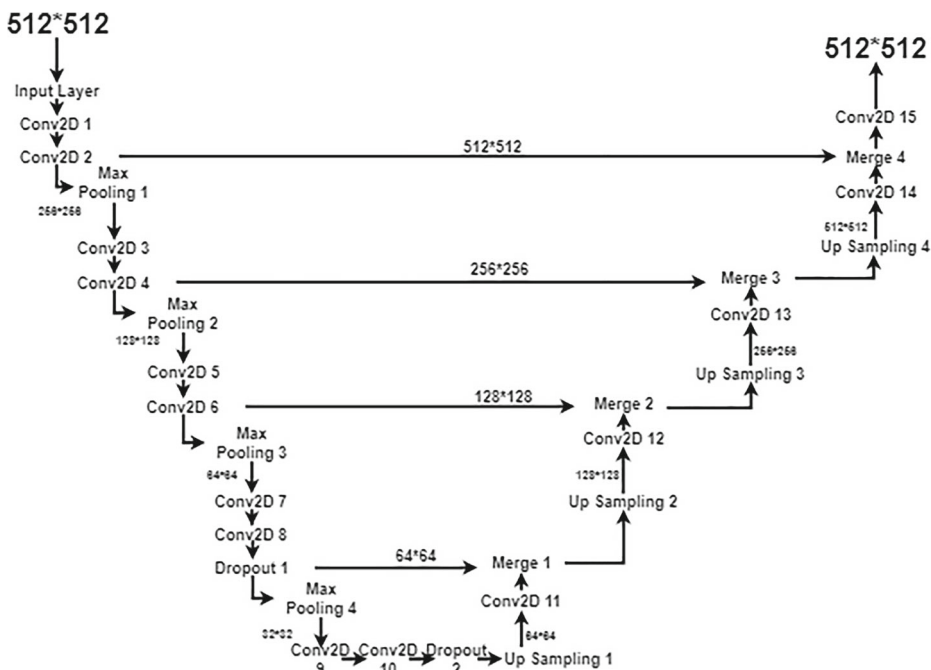 512*512
Input Layer
Conv2D 1
Conv2D 2
Max
Pooling 1
256*256
Conv2D 3
Conv2D 4
Max
Pooling 2
128*128
Conv2D 5
Conv2D 6
Max
Pooling 3
64*64
Conv2D 7
Conv2D 8
Dropout 1
Max
Pooling 4
32*32
Conv2D
9
Conv2D
10
Dropout
2
Up Sampling 1
64*64
Conv2D 11
64*64
Merge 1
Up Sampling 2
128*128
Conv2D 12
128*128
Merge 2
Up Sampling 3
256*256
Conv2D 13
256*256
Merge 3
Up Sampling 4
512*512
Conv2D 14
512*512
Merge 4
Conv2D 15
512*512